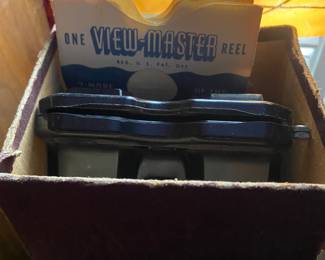 ONE VIEW-MASTER REEL
REG. U.S. PAT. OFF.